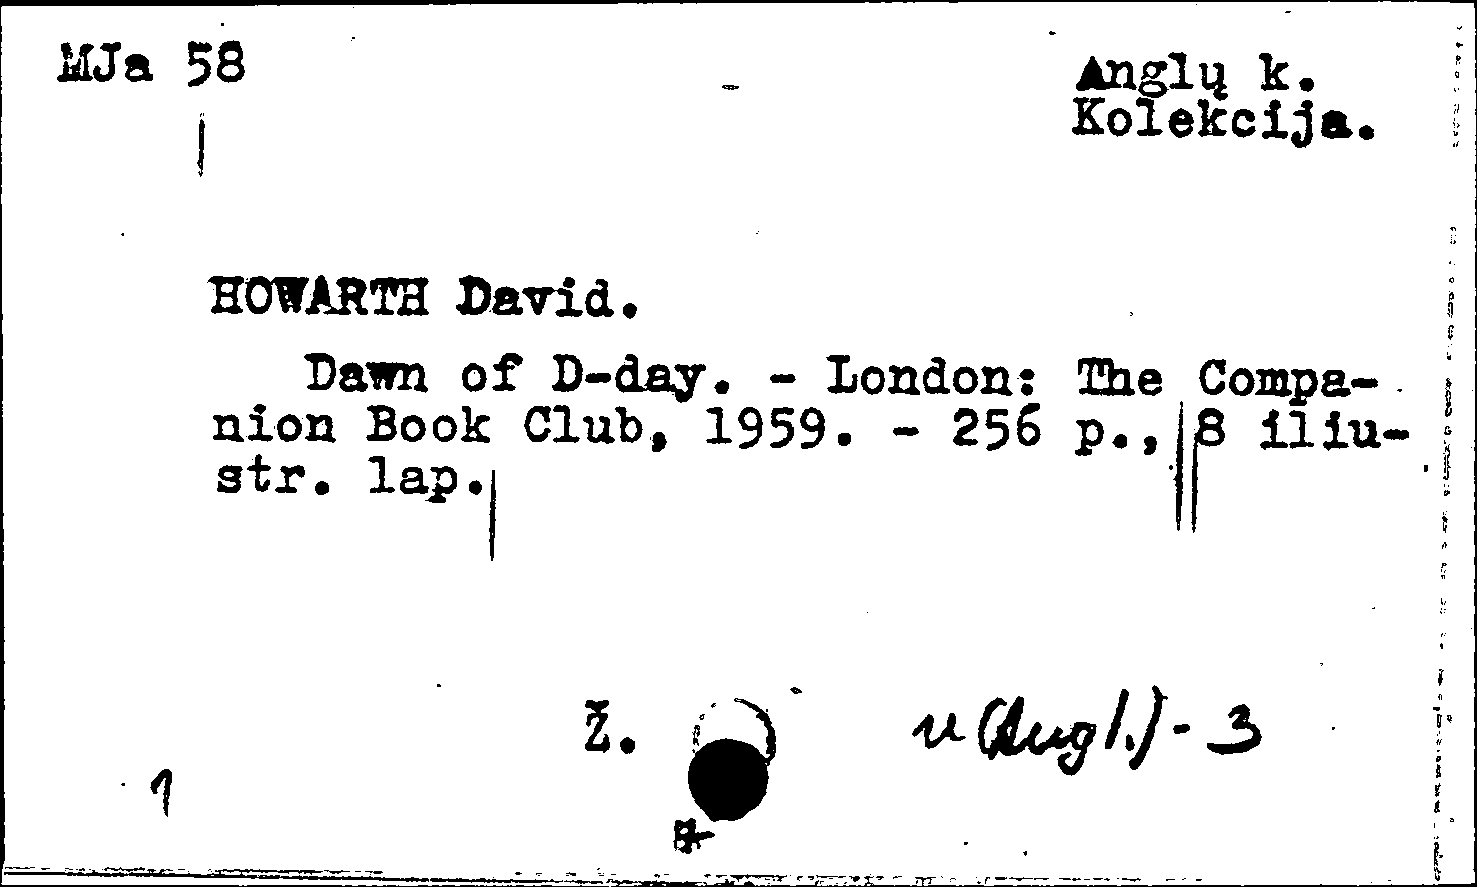 MJa 58
Anglų k.
Kolekcija.
HOWARTH David.
Dawn of D-day. - London: The Compa-
nion Book Club, 1959. - 256 p., 8 iliu-
str. lap.
Ž.
v (Angl.) - 3
1